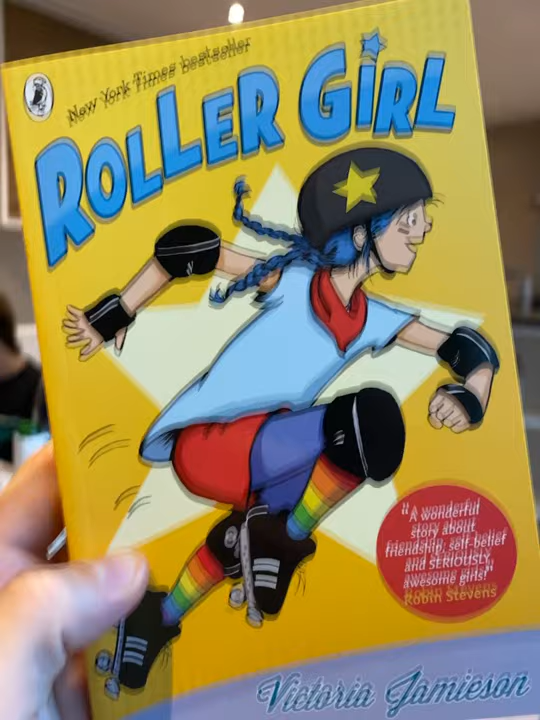 New York Times bestseller
ROLLER GIRL
"A wonderful
story about
friendship, self-belief
and SERIOUSLY
awesome girls!"
Robin Stevens
Victoria Jamieson